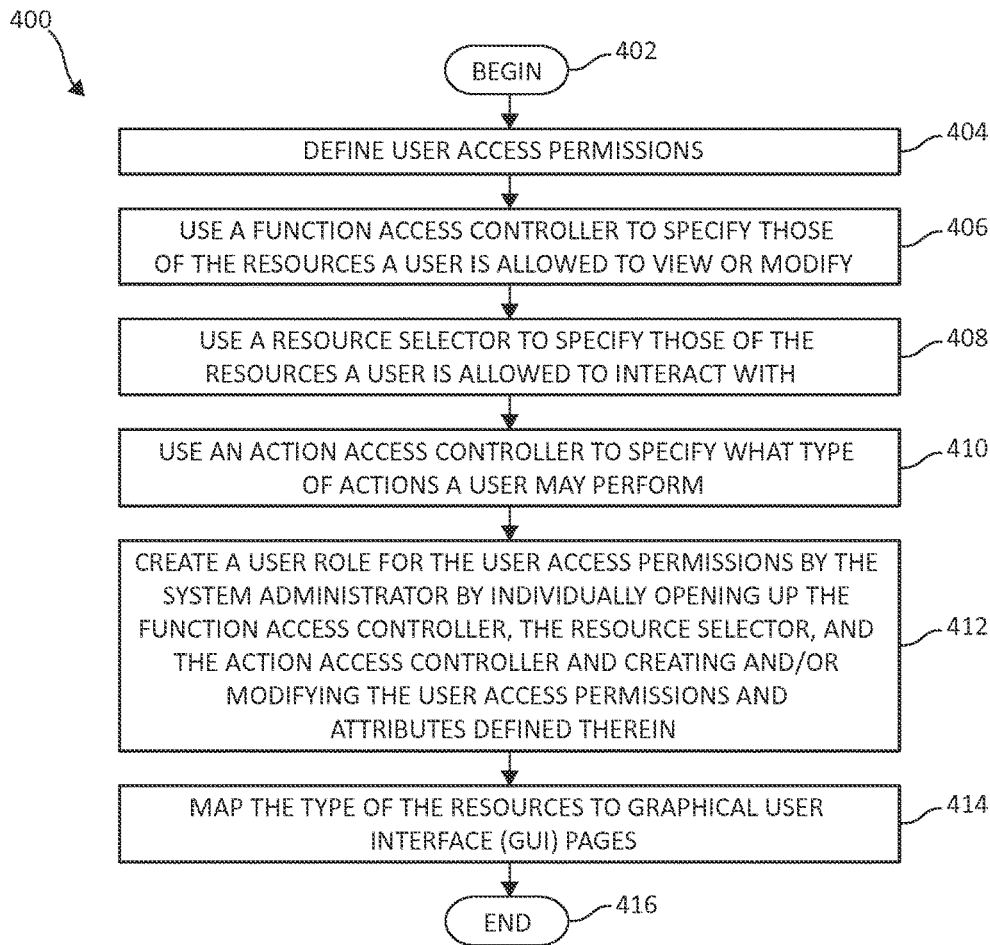 400
BEGIN
402
DEFINE USER ACCESS PERMISSIONS
404
USE A FUNCTION ACCESS CONTROLLER TO SPECIFY THOSE
OF THE RESOURCES A USER IS ALLOWED TO VIEW OR MODIFY
406
USE A RESOURCE SELECTOR TO SPECIFY THOSE OF THE
RESOURCES A USER IS ALLOWED TO INTERACT WITH
408
USE AN ACTION ACCESS CONTROLLER TO SPECIFY WHAT TYPE
OF ACTIONS A USER MAY PERFORM
410
CREATE A USER ROLE FOR THE USER ACCESS PERMISSIONS BY THE
SYSTEM ADMINISTRATOR BY INDIVIDUALLY OPENING UP THE
FUNCTION ACCESS CONTROLLER, THE RESOURCE SELECTOR, AND
THE ACTION ACCESS CONTROLLER AND CREATING AND/OR
MODIFYING THE USER ACCESS PERMISSIONS AND
ATTRIBUTES DEFINED THEREIN
412
MAP THE TYPE OF THE RESOURCES TO GRAPHICAL USER
INTERFACE (GUI) PAGES
414
END
416